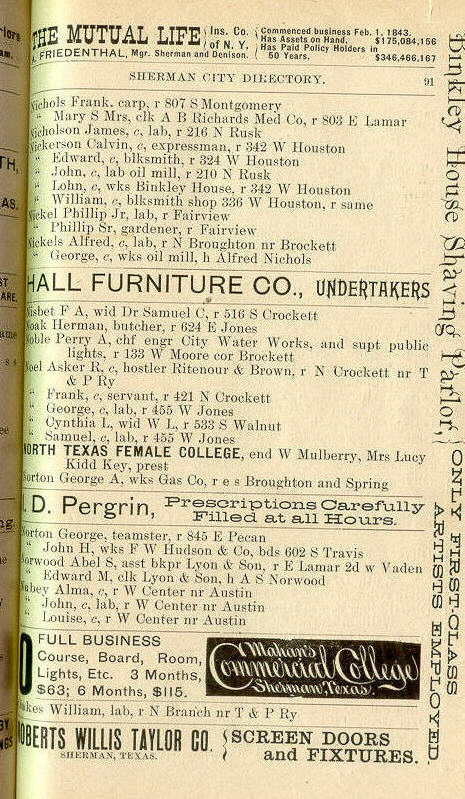 THE MUTUAL LIFE { Ins. Co. of N. Y. { Commenced business Feb. 1, 1843.
Has Assets on Hand, $175,084,156
FRIEDENTHAL, Mgr. Sherman and Denison. Has Paid Policy Holders in
50 Years. $346,466,167
SHERMAN CITY DIRECTORY. 91
Nichols Frank, carp, r 807 S Montgomery
" Mary S Mrs, clk A B Richards Med Co, r 803 E Lamar
Nicholson James, c, lab, r 216 N Rusk
Nickerson Calvin, c, expressman, r 342 W Houston
" Edward, c, blksmith, r 324 W Houston
" John, c, lab oil mill, r 210 N Rusk
" Lohn, c, wks Binkley House, r 342 W Houston
" William, c, blksmith shop 336 W Houston, r same
Nickel Phillip Jr, lab, r Fairview
" Phillip Sr, gardener, r Fairview
Nickels Alfred, c, lab, r N Broughton nr Brockett
" George, c, wks oil mill, h Alfred Nichols
HALL FURNITURE CO., UNDERTAKERS
Nisbet F A, wid Dr Samuel C, r 516 S Crockett
Noak Herman, butcher, r 624 E Jones
Noble Perry A, chf engr City Water Works, and supt public
lights, r 133 W Moore cor Brockett
Noel Asker R, c, hostler Ritenour & Brown, r N Crockett nr T
& P Ry
" Frank, c, servant, r 421 N Crockett
" George, c, lab, r 455 W Jones
" Cynthia L, wid W L, r 533 S Walnut
" Samuel, c, lab, r 455 W Jones
NORTH TEXAS FEMALE COLLEGE, end W Mulberry, Mrs Lucy
Kidd Key, prest
Norton George A, wks Gas Co, r e s Broughton and Spring
D. Pergrin, Prescriptions Carefully
Filled at all Hours.
Norton George, teamster, r 845 E Pecan
" John H, wks F W Hudson & Co, bds 602 S Travis
Norwood Abel S, asst bkpr Lyon & Son, r E Lamar 2d w Vaden
" Edward M, clk Lyon & Son, h A S Norwood
Nubey Alma, c, r W Center nr Austin
" John, c, lab, r W Center nr Austin
" Louise, c, r W Center nr Austin
FULL BUSINESS
Course, Board, Room,
Lights, Etc. 3 Months,
$63; 6 Months, $115.
Mahan's
Commercial College
Sherman, Texas.
Oakes William, lab, r N Branch nr T & P Ry
ROBERTS WILLIS TAYLOR CO. { SCREEN DOORS
SHERMAN, TEXAS. and FIXTURES.
Binkley House Shaving Parlor, { ONLY FIRST-CLASS
ARTISTS EMPLOYED.